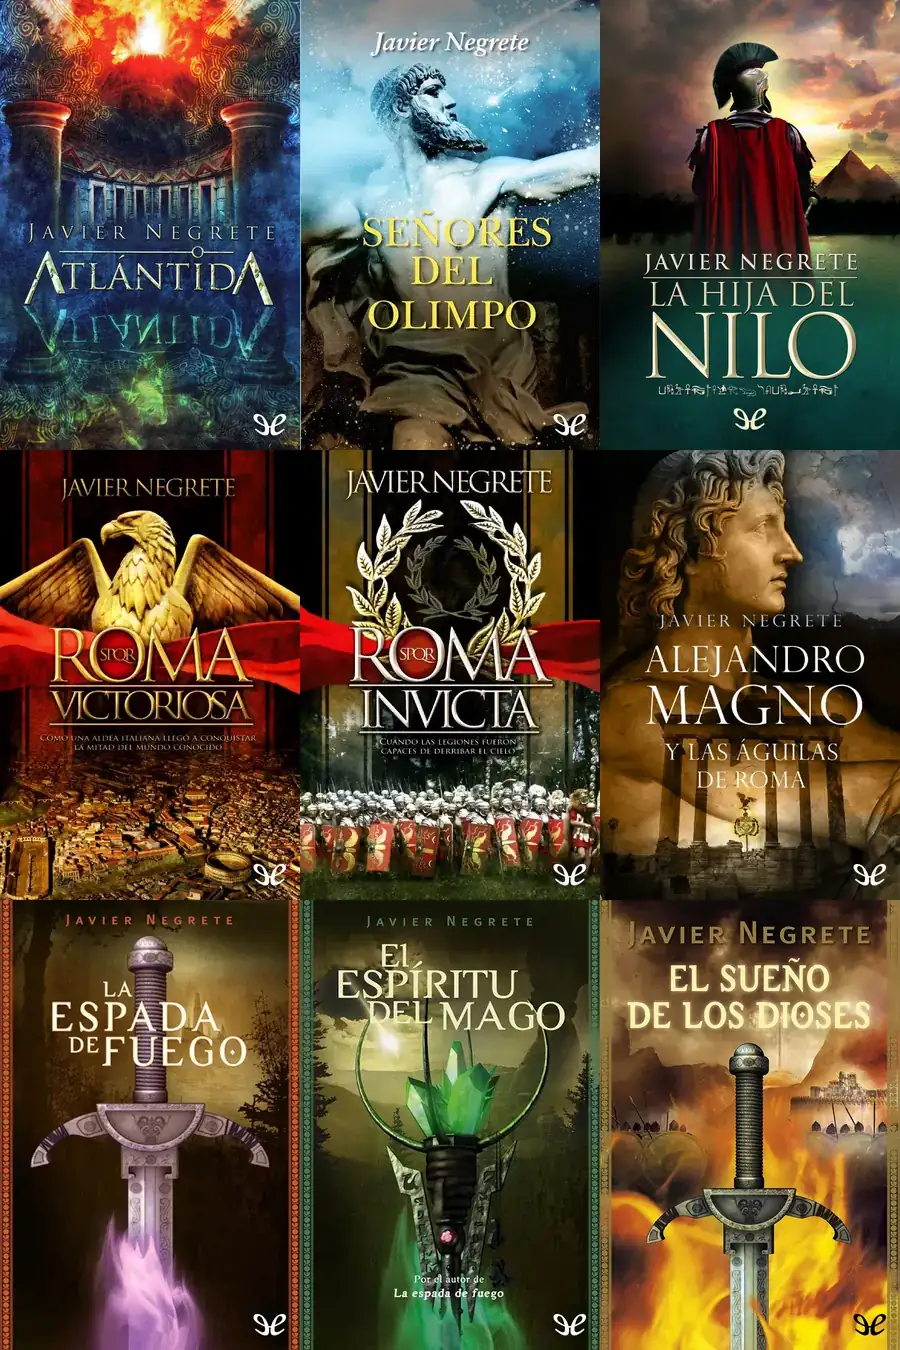 JAVIER NEGRETE
ATLÁNTIDA
Javier Negrete
SEÑORES
DEL
OLIMPO
JAVIER NEGRETE
LA HIJA DEL
NILO
JAVIER NEGRETE
ROMA
SPQR
VICTORIOSA
CÓMO UNA ALDEA ITALIANA LLEGÓ A CONQUISTAR
LA MITAD DEL MUNDO CONOCIDO
JAVIER NEGRETE
ROMA
SPQR
INVICTA
CUANDO LAS LEGIONES FUERON
CAPACES DE DERRIBAR EL CIELO
JAVIER NEGRETE
ALEJANDRO
MAGNO
Y LAS ÁGUILAS
DE ROMA
JAVIER NEGRETE
LA
ESPADA
DE FUEGO
JAVIER NEGRETE
El
ESPÍRITU
DEL MAGO
Por el autor de
La espada de fuego
JAVIER NEGRETE
EL SUEÑO
DE LOS DIOSES